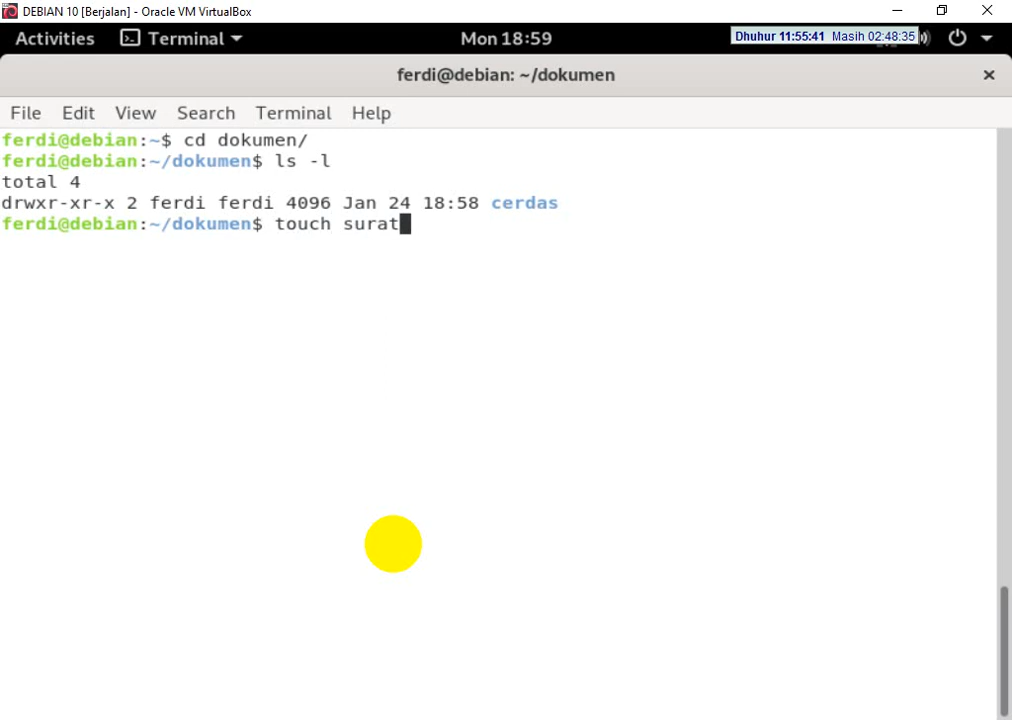 DEBIAN 10 [Berjalan] - Oracle VM VirtualBox
Activities Terminal Mon 18:59 Dhuhur 11:55:41 Masih 02:48:35
ferdi@debian: ~/dokumen
File Edit View Search Terminal Help
ferdi@debian:~$ cd dokumen/
ferdi@debian:~/dokumen$ ls -l
total 4
drwxr-xr-x 2 ferdi ferdi 4096 Jan 24 18:58 cerdas
ferdi@debian:~/dokumen$ touch surat